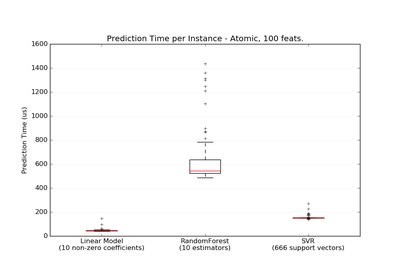 Prediction Time per Instance - Atomic, 100 feats.
1600
1400
1200
1000
800
600
400
200
0
Prediction Time (us)
Linear Model
(10 non-zero coefficients)
RandomForest
(10 estimators)
SVR
(666 support vectors)